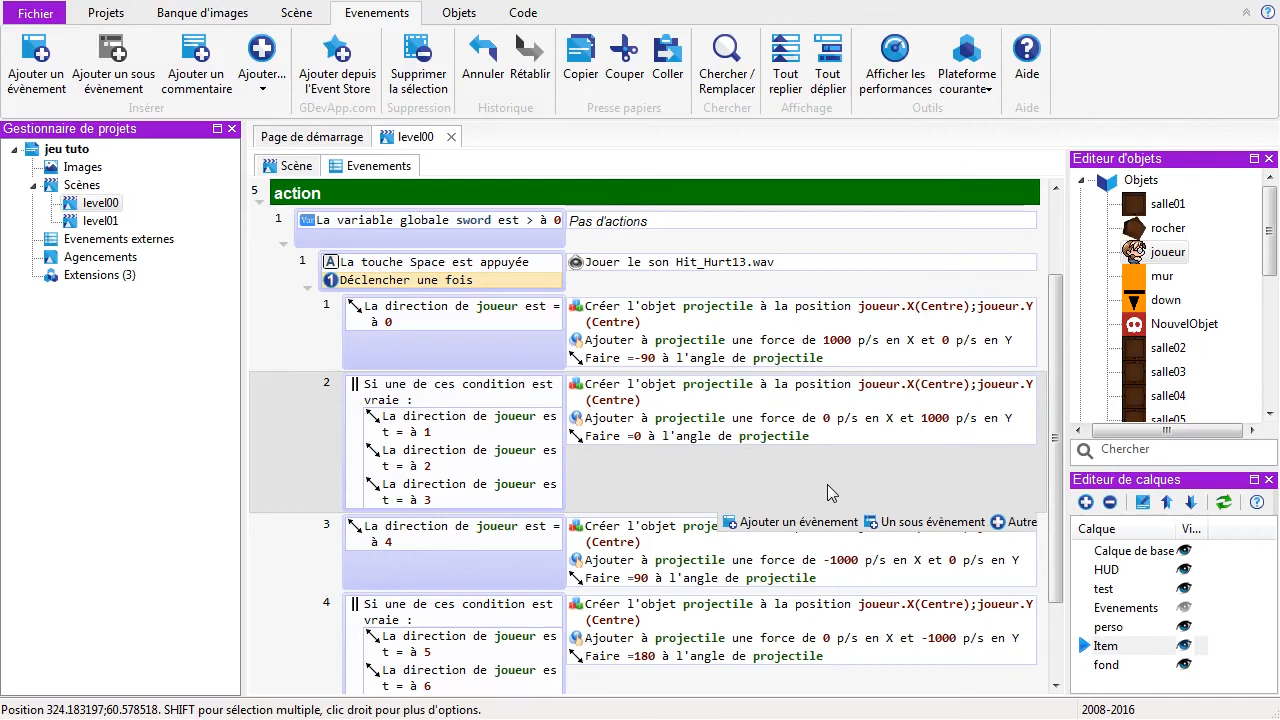 Fichier Projets Banque d'images Scène Evenements Objets Code
Ajouter un évènement Ajouter un sous évènement Ajouter un commentaire Ajouter... Ajouter depuis l'Event Store Supprimer la sélection Annuler Rétablir Copier Couper Coller Chercher / Remplacer Tout replier Tout déplier Afficher les performances Plateforme courante Aide
Insérer GDevApp.com Suppression Historique Presse papiers Chercher Affichage Outils Aide
Gestionnaire de projets
jeu tuto
Images
Scènes
level00
level01
Evenements externes
Agencements
Extensions (3)
Page de démarrage level00
Scène Evenements
5 action
1 La variable globale sword est > à 0 Pas d'actions
1 La touche Space est appuyée Jouer le son Hit_Hurt13.wav
Déclencher une fois
1 La direction de joueur est =
à 0
Créer l'objet projectile à la position joueur.X(Centre);joueur.Y
(Centre)
Ajouter à projectile une force de 1000 p/s en X et 0 p/s en Y
Faire =-90 à l'angle de projectile
2 Si une de ces condition est
vraie :
La direction de joueur es
t = à 1
La direction de joueur es
t = à 2
La direction de joueur es
t = à 3
Créer l'objet projectile à la position joueur.X(Centre);joueur.Y
(Centre)
Ajouter à projectile une force de 0 p/s en X et 1000 p/s en Y
Faire =0 à l'angle de projectile
Ajouter un évènement Un sous évènement Autre
3 La direction de joueur est =
à 4
Créer l'objet proj
(Centre)
Ajouter à projectile une force de -1000 p/s en X et 0 p/s en Y
Faire =90 à l'angle de projectile
4 Si une de ces condition est
vraie :
La direction de joueur es
t = à 5
La direction de joueur es
t = à 6
Créer l'objet projectile à la position joueur.X(Centre);joueur.Y
(Centre)
Ajouter à projectile une force de 0 p/s en X et -1000 p/s en Y
Faire =180 à l'angle de projectile
Editeur d'objets
Objets
salle01
rocher
joueur
mur
down
NouvelObjet
salle02
salle03
salle04
salle05
Chercher
Editeur de calques
Calque Vi...
Calque de base
HUD
test
Evenements
perso
Item
fond
Position 324.183197;60.578518. SHIFT pour sélection multiple, clic droit pour plus d'options. 2008-2016